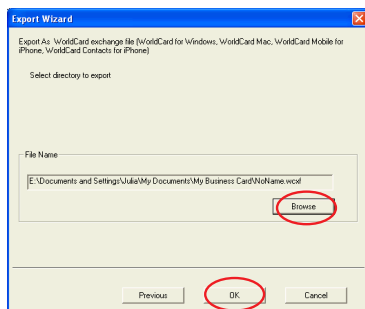 Export Wizard
Export As WorldCard exchange file (WorldCard for Windows, WorldCard Mac, WorldCard Mobile for
iPhone, WorldCard Contacts for iPhone)
Select directory to export
File Name
E:\Documents and Settings\Julia\My Documents\My Business Card\NoName.wcxf
Browse
Previous OK Cancel